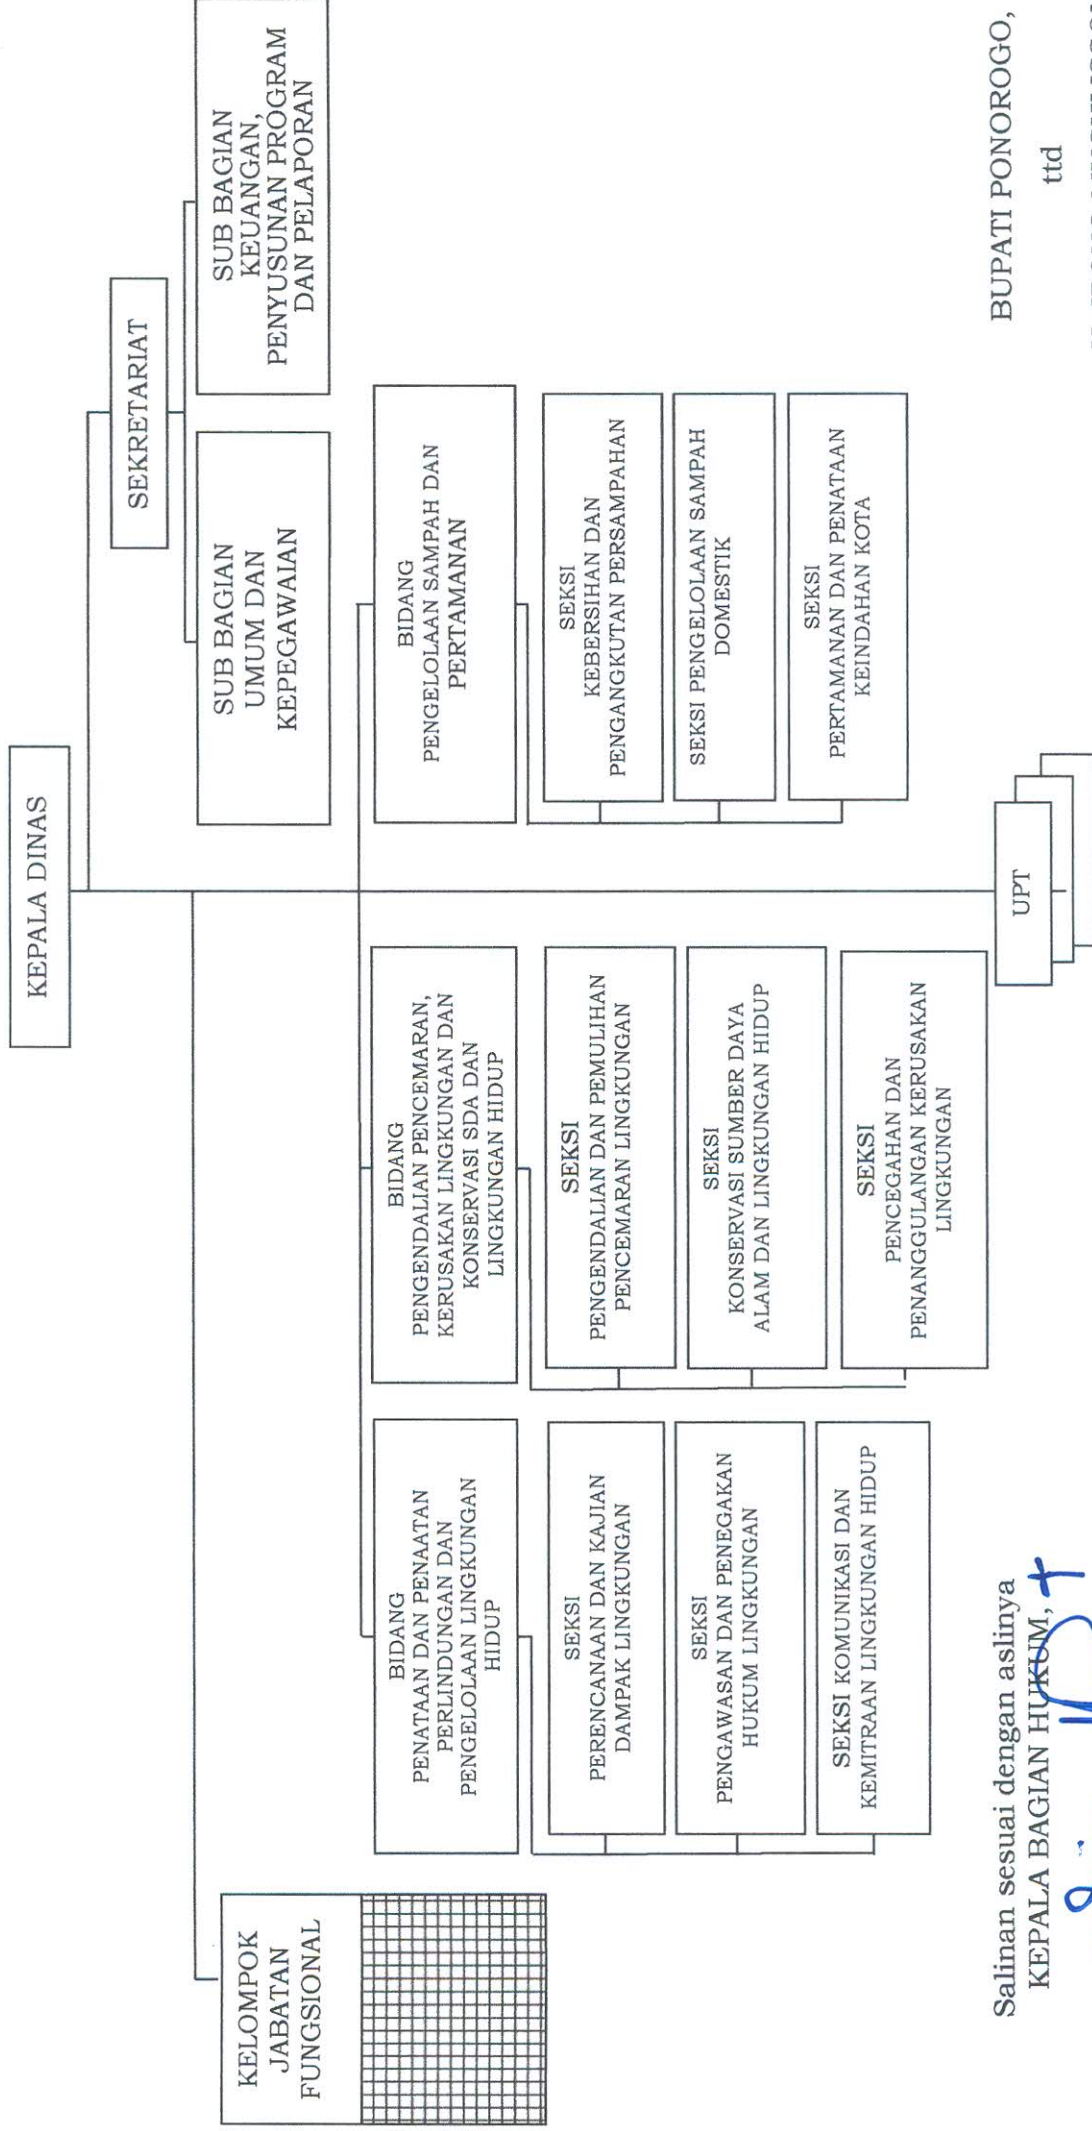 KEPALA DINAS
SEKRETARIAT
SUB BAGIAN
UMUM DAN
KEPEGAWAIAN
SUB BAGIAN
KEUANGAN,
PENYUSUNAN PROGRAM
DAN PELAPORAN
KELOMPOK
JABATAN
FUNGSIONAL
BIDANG
PENATAAN DAN PENAATAN
PERLINDUNGAN DAN
PENGELOLAAN LINGKUNGAN
HIDUP
SEKSI
PERENCANAAN DAN KAJIAN
DAMPAK LINGKUNGAN
SEKSI
PENGAWASAN DAN PENEGAKAN
HUKUM LINGKUNGAN
SEKSI KOMUNIKASI DAN
KEMITRAAN LINGKUNGAN HIDUP
BIDANG
PENGENDALIAN PENCEMARAN,
KERUSAKAN LINGKUNGAN DAN
KONSERVASI SDA DAN
LINGKUNGAN HIDUP
SEKSI
PENGENDALIAN DAN PEMULIHAN
PENCEMARAN LINGKUNGAN
SEKSI
KONSERVASI SUMBER DAYA
ALAM DAN LINGKUNGAN HIDUP
SEKSI
PENCEGAHAN DAN
PENANGGULANGAN KERUSAKAN
LINGKUNGAN
BIDANG
PENGELOLAAN SAMPAH DAN
PERTAMANAN
SEKSI
KEBERSIHAN DAN
PENGANGKUTAN PERSAMPAHAN
SEKSI PENGELOLAAN SAMPAH
DOMESTIK
SEKSI
PERTAMANAN DAN PENATAAN
KEINDAHAN KOTA
UPT
Salinan sesuai dengan aslinya
KEPALA BAGIAN HUKUM,
BUPATI PONOROGO,
ttd